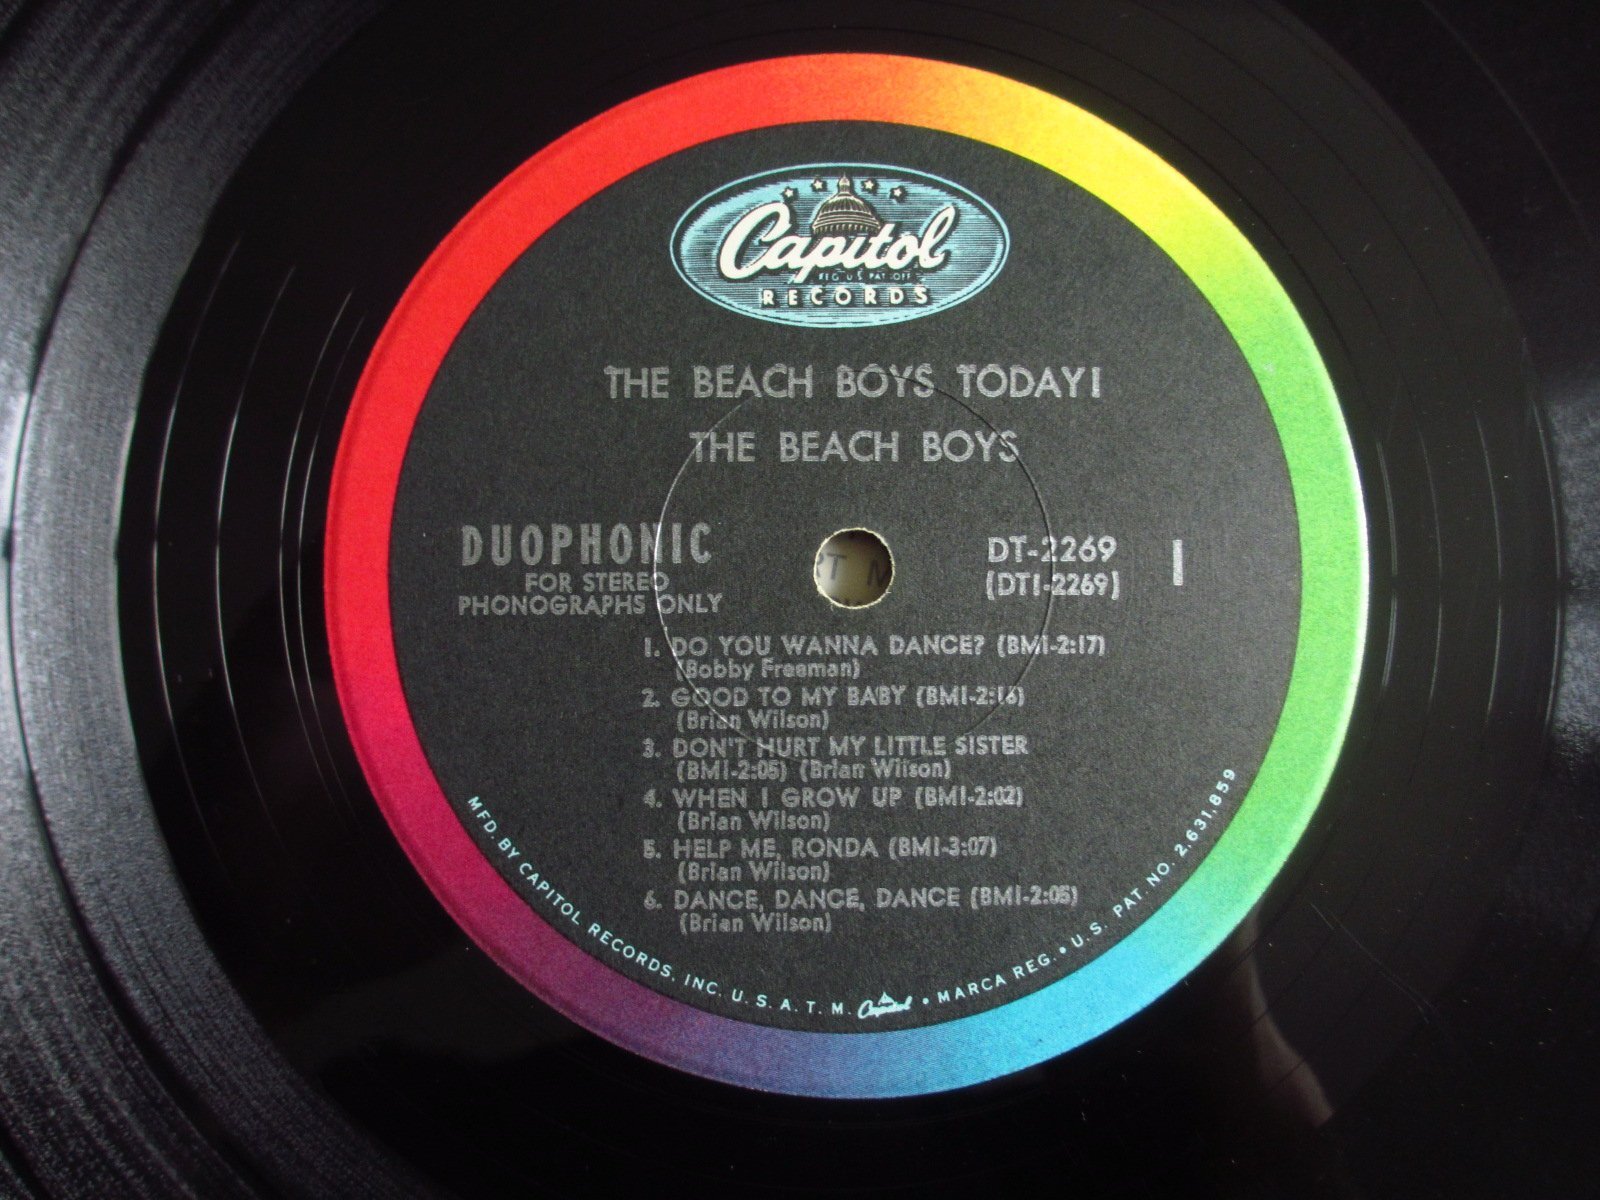 Capitol
REG. U.S. PAT. OFF.
RECORDS
THE BEACH BOYS TODAY!
THE BEACH BOYS
DUOPHONIC
FOR STEREO
PHONOGRAPHS ONLY
DT-2269
(DT1-2269)
1
1. DO YOU WANNA DANCE? (BMI-2:17)
(Bobby Freeman)
2. GOOD TO MY BABY (BMI-2:16)
(Brian Wilson)
3. DON'T HURT MY LITTLE SISTER
(BMI-2:05) (Brian Wilson)
4. WHEN I GROW UP (BMI-2:02)
(Brian Wilson)
5. HELP ME, RONDA (BMI-3:07)
(Brian Wilson)
6. DANCE, DANCE, DANCE (BMI-2:05)
(Brian Wilson)
MFD. BY CAPITOL RECORDS, INC. U.S.A. T.M. Capitol • MARCA REG. • U.S. PAT. NO. 2,631,859